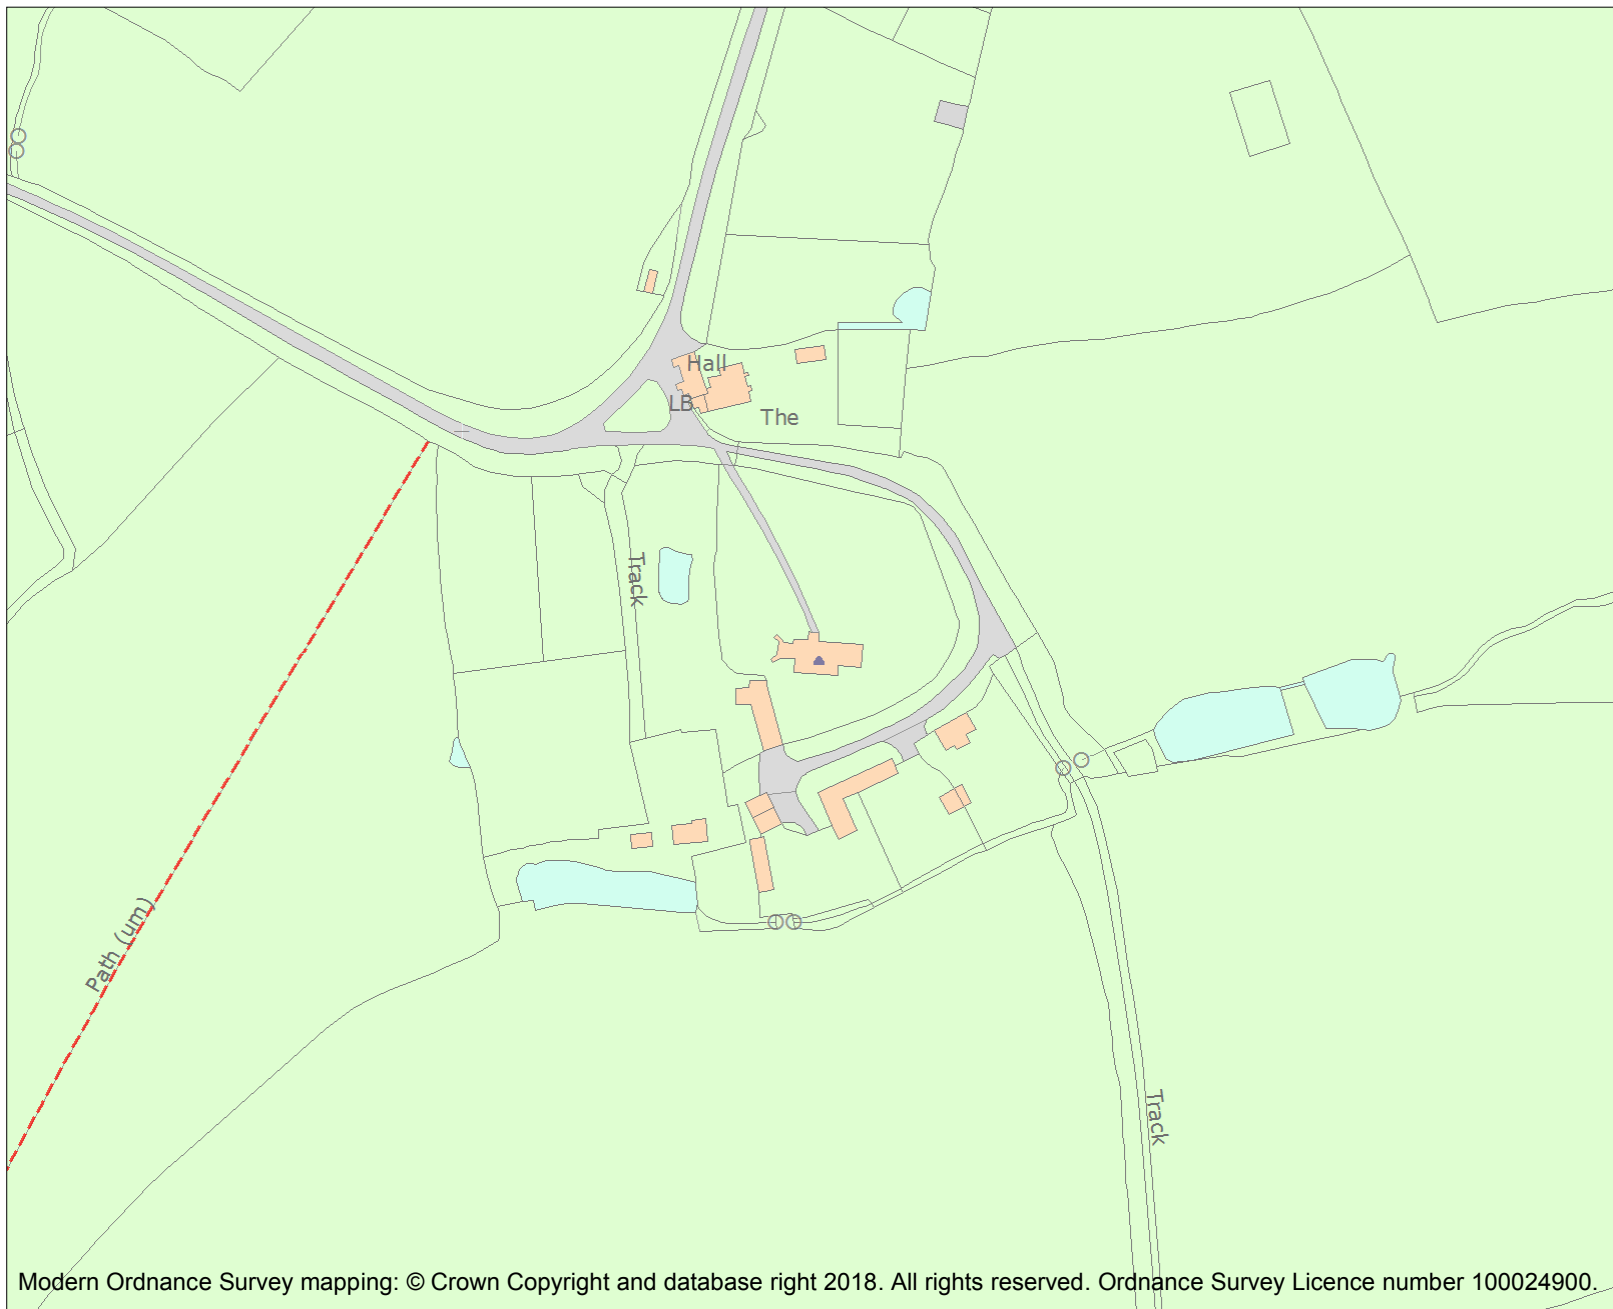 Hall
LB
The
Track
Path (um)
Track
Modern Ordnance Survey mapping: © Crown Copyright and database right 2018. All rights reserved. Ordnance Survey Licence number 100024900.